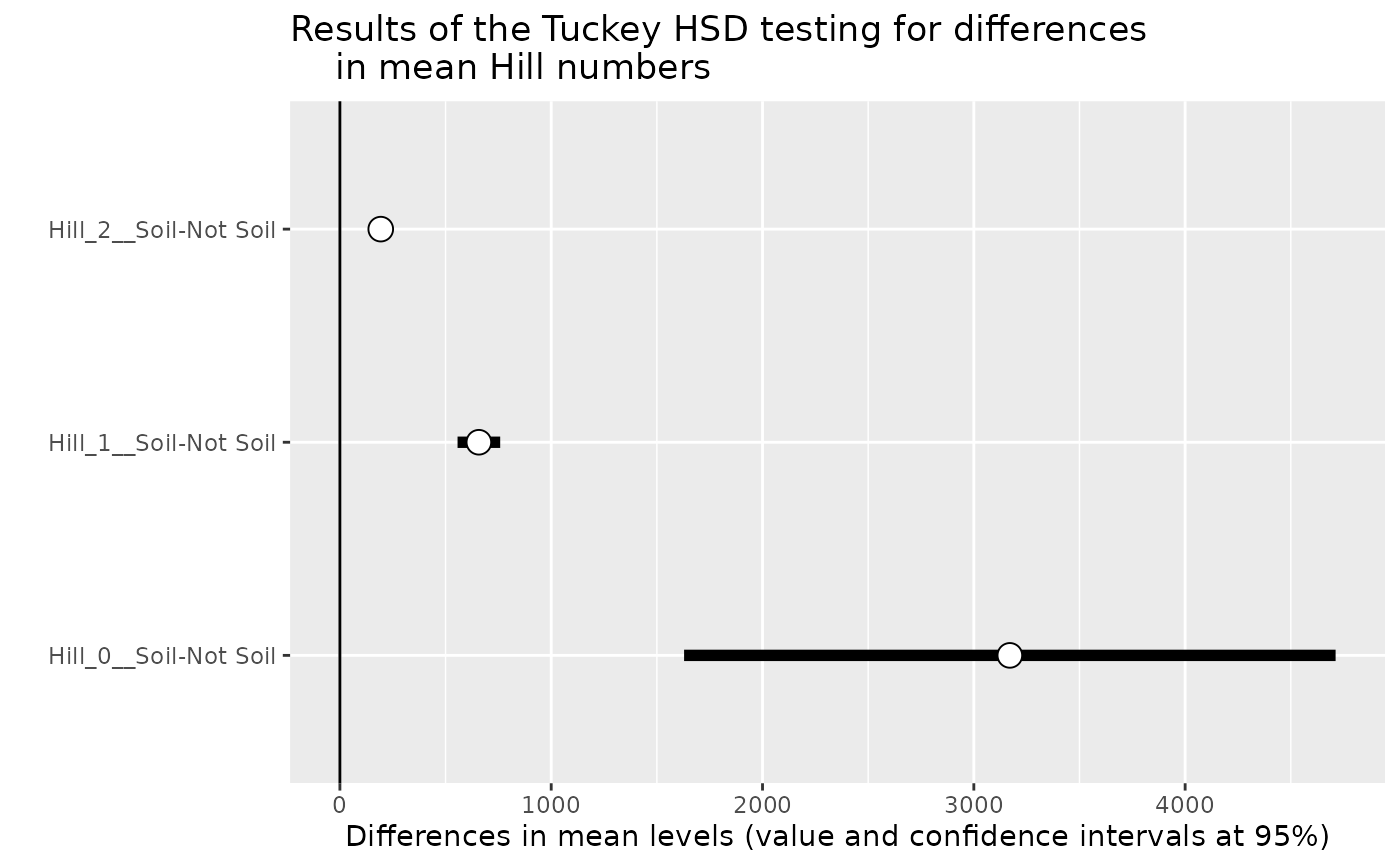 Results of the Tuckey HSD testing for differences
in mean Hill numbers
Hill_2__Soil-Not Soil
Hill_1__Soil-Not Soil
Hill_0__Soil-Not Soil
0 1000 2000 3000 4000
Differences in mean levels (value and confidence intervals at 95%)